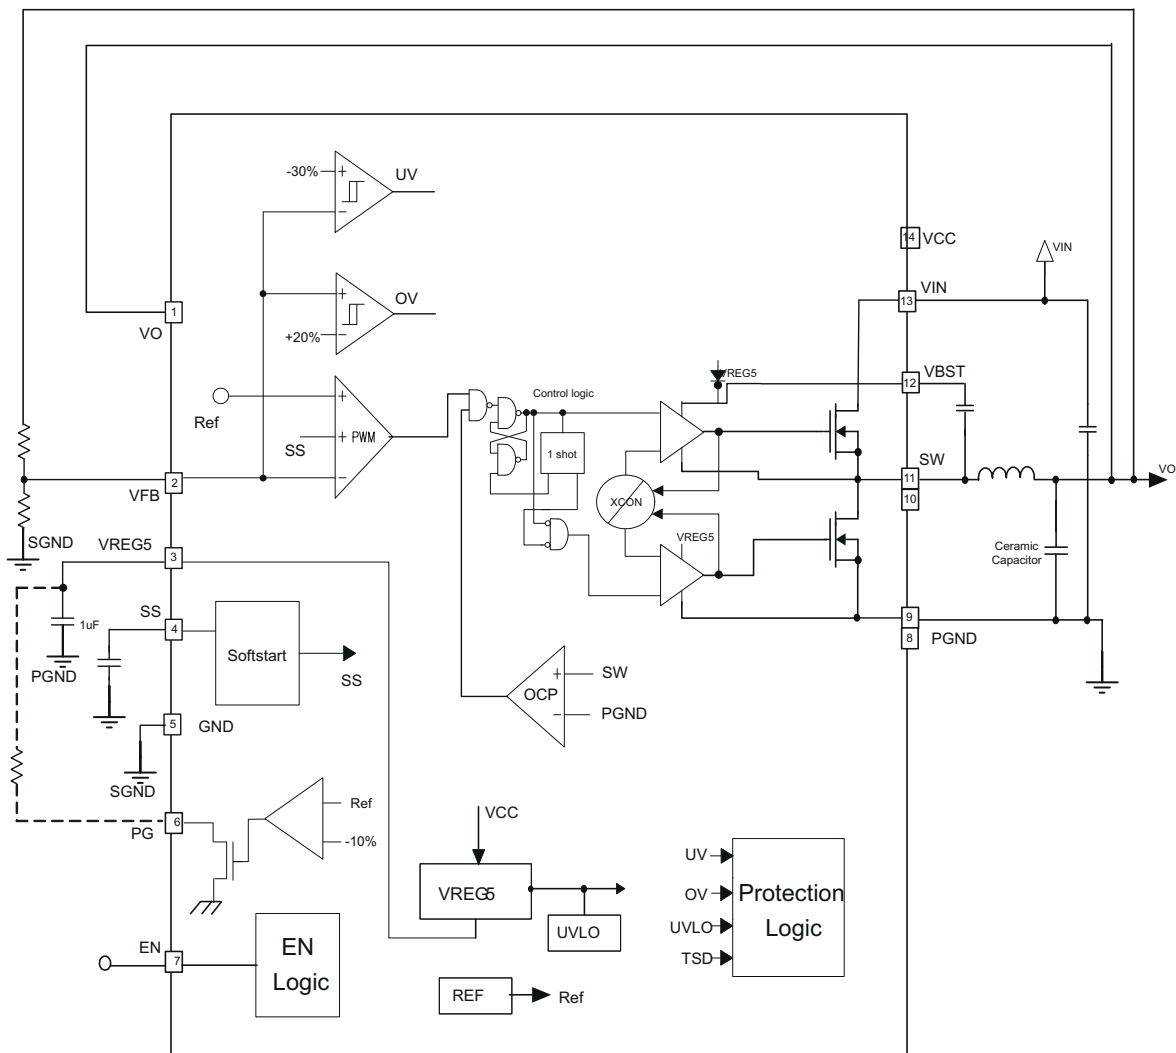 -30%
+
UV
-
14
VCC
VIN
VIN
+
OV
13
1
VO
+20%
-
VREG5
VBST
12
Control logic
Ref
+
SS
+
PWM
-
1 shot
SW
11
VO
10
2
VFB
XCON
SGND
VREG5
3
VREG5
Ceramic
Capacitor
SS
4
1uF
9
8
PGND
PGND
Softstart
SS
+
SW
OCP
-
PGND
5
GND
SGND
Ref
-10%
6
PG
VCC
VREG5
UVLO
UV
OV
UVLO
TSD
Protection
Logic
EN
7
EN
Logic
REF
Ref